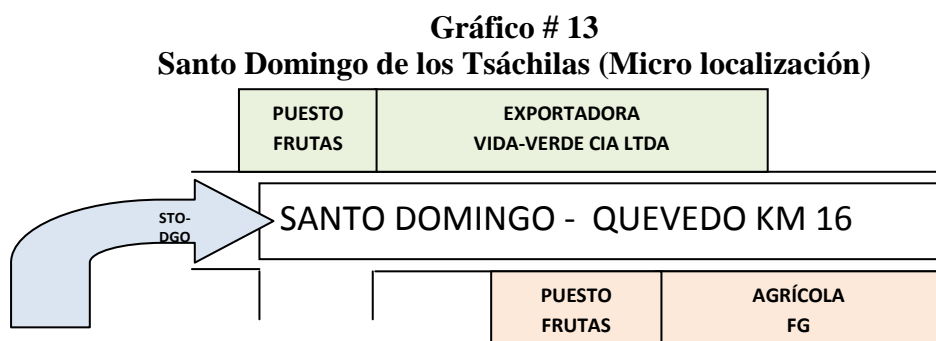 Gráfico # 13
Santo Domingo de los Tsáchilas (Micro localización)
PUESTO
FRUTAS
EXPORTADORA
VIDA-VERDE CIA LTDA
STO-
DGO
SANTO DOMINGO - QUEVEDO KM 16
PUESTO
FRUTAS
AGRÍCOLA
FG